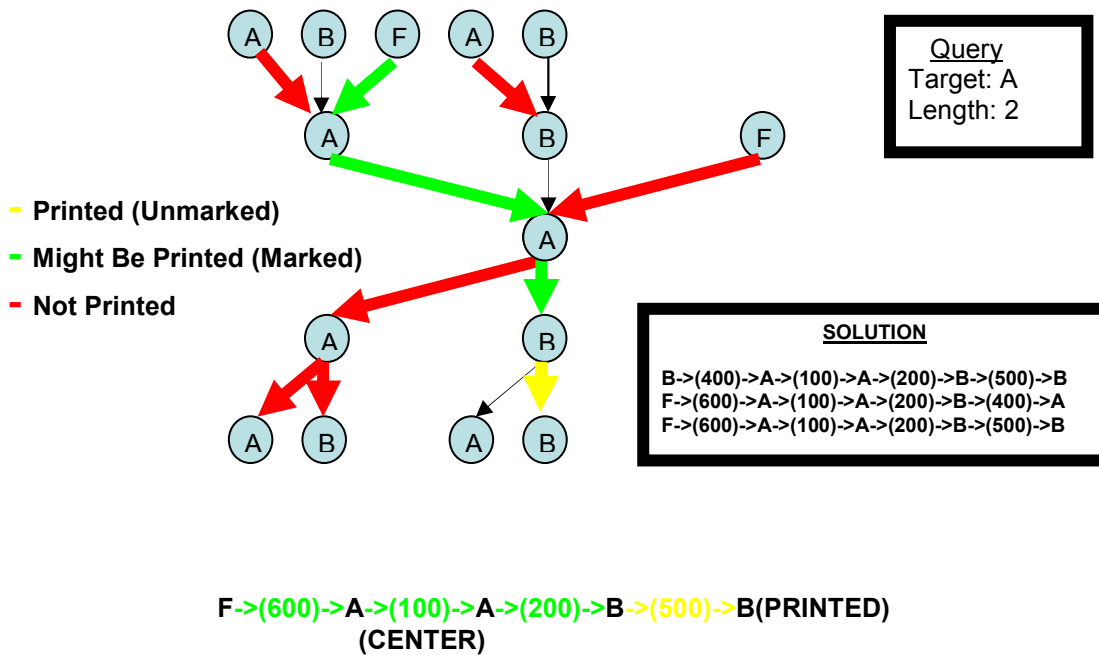 A B F A B
Query
Target: A
Length: 2
A B F
- Printed (Unmarked)
A
- Might Be Printed (Marked)
- Not Printed
A B
SOLUTION
B->(400)->A->(100)->A->(200)->B->(500)->B
F->(600)->A->(100)->A->(200)->B->(400)->A
F->(600)->A->(100)->A->(200)->B->(500)->B
A B A B
F->(600)->A->(100)->A->(200)->B->(500)->B(PRINTED)
(CENTER)